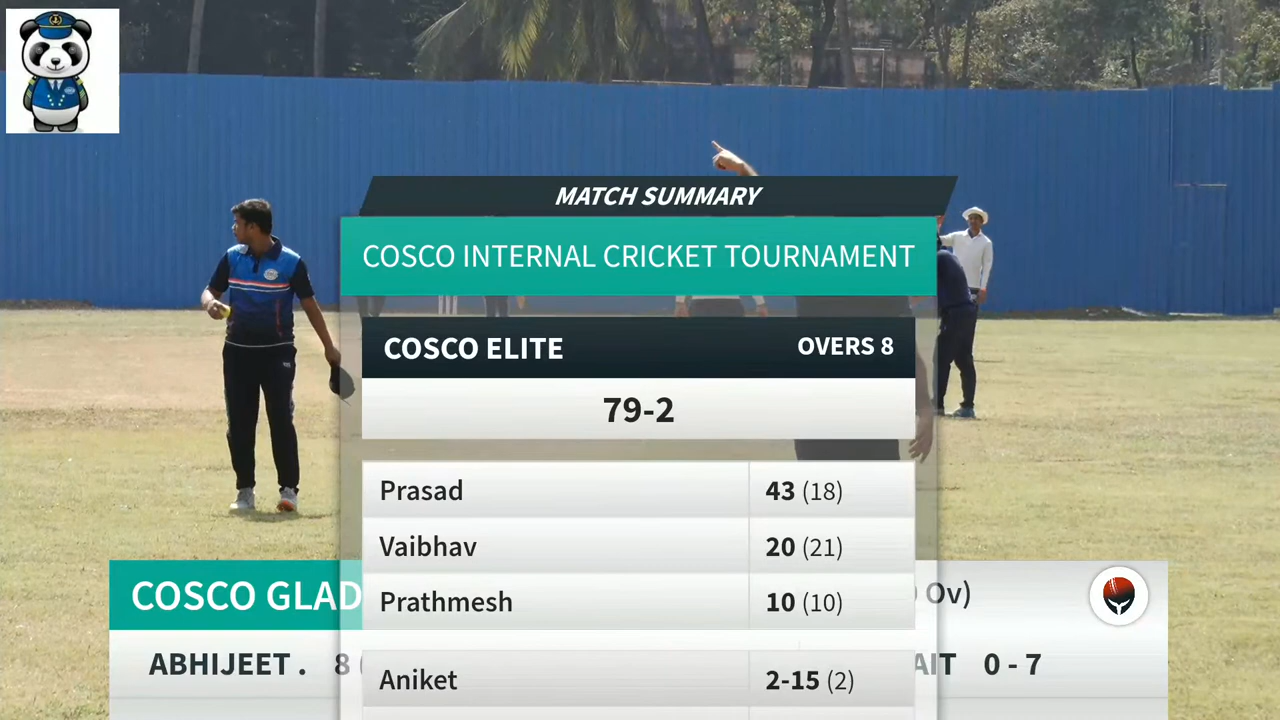 MATCH SUMMARY
COSCO INTERNAL CRICKET TOURNAMENT
COSCO ELITE OVERS 8
79-2
Prasad 43 (18)
Vaibhav 20 (21)
Prathmesh 10 (10)
Aniket 2-15 (2)
COSCO GLAD Ov)
ABHIJEET . 8 0 - 7